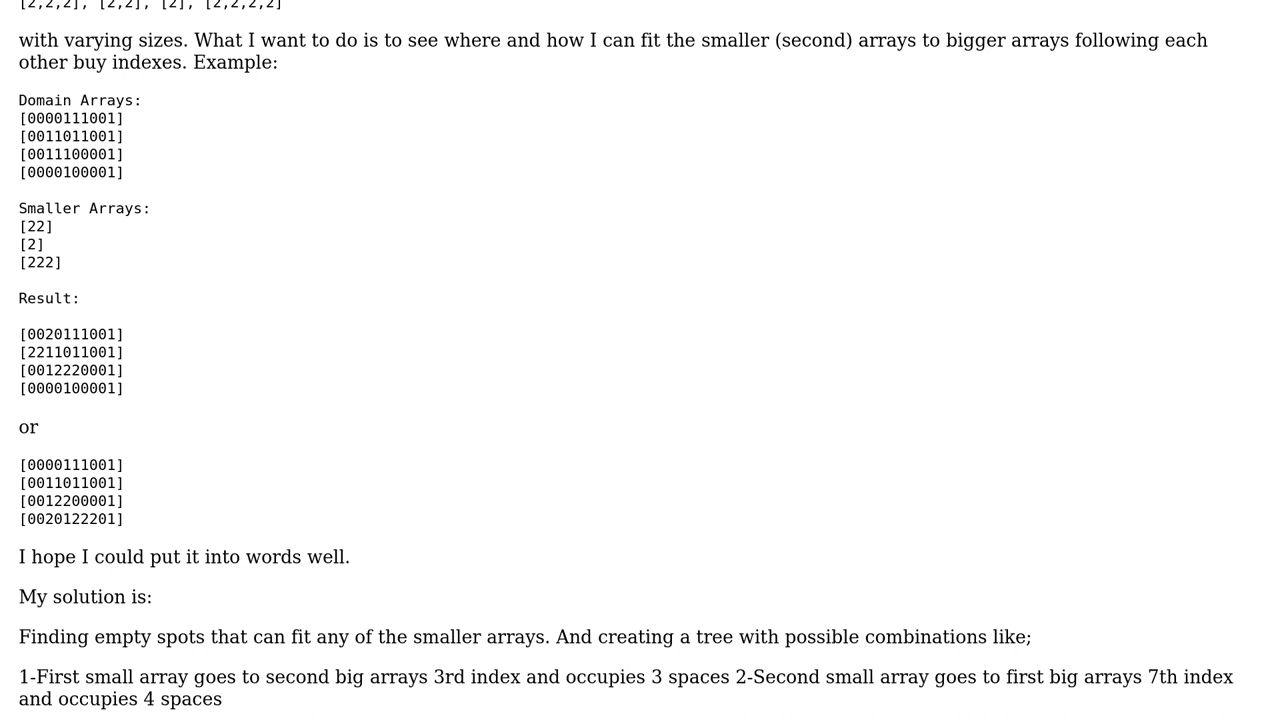 [2,2,2], [2,2], [2], [2,2,2,2]
with varying sizes. What I want to do is to see where and how I can fit the smaller (second) arrays to bigger arrays following each
other buy indexes. Example:
Domain Arrays:
[0000111001]
[0011011001]
[0011100001]
[0000100001]
Smaller Arrays:
[22]
[2]
[222]
Result:
[0020111001]
[2211011001]
[0012220001]
[0000100001]
or
[0000111001]
[0011011001]
[0012200001]
[0020122201]
I hope I could put it into words well.
My solution is:
Finding empty spots that can fit any of the smaller arrays. And creating a tree with possible combinations like;
1-First small array goes to second big arrays 3rd index and occupies 3 spaces 2-Second small array goes to first big arrays 7th index
and occupies 4 spaces